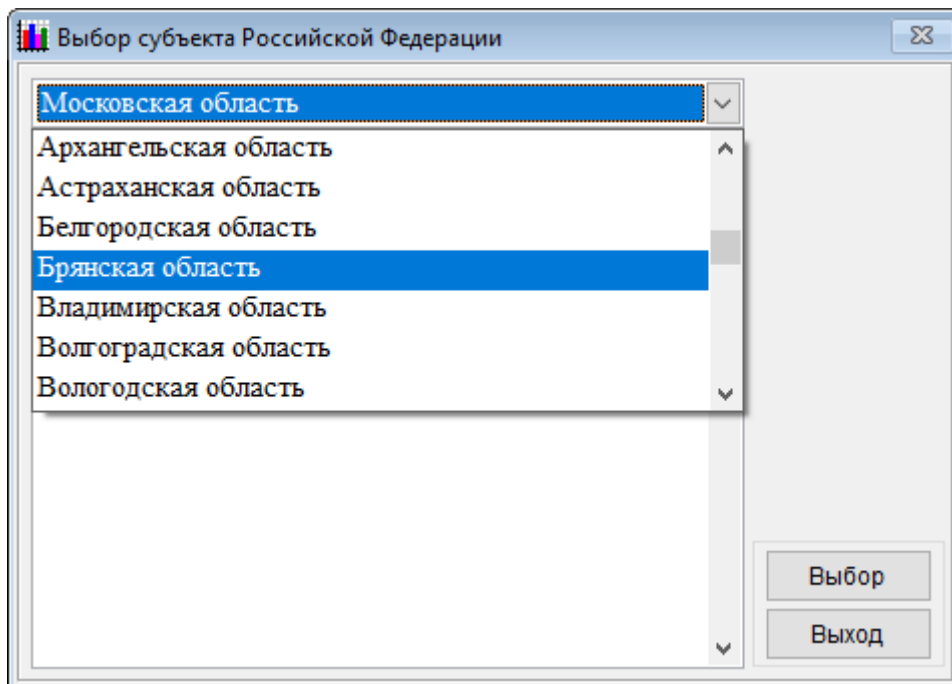 Выбор субъекта Российской Федерации
Московская область
Архангельская область
Астраханская область
Белгородская область
Брянская область
Владимирская область
Волгоградская область
Вологодская область
Выбор
Выход